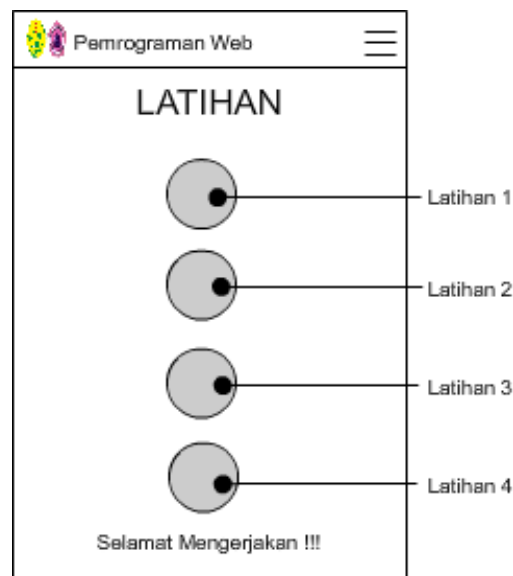 Pemrograman Web
LATIHAN
Latihan 1
Latihan 2
Latihan 3
Latihan 4
Selamat Mengerjakan !!!